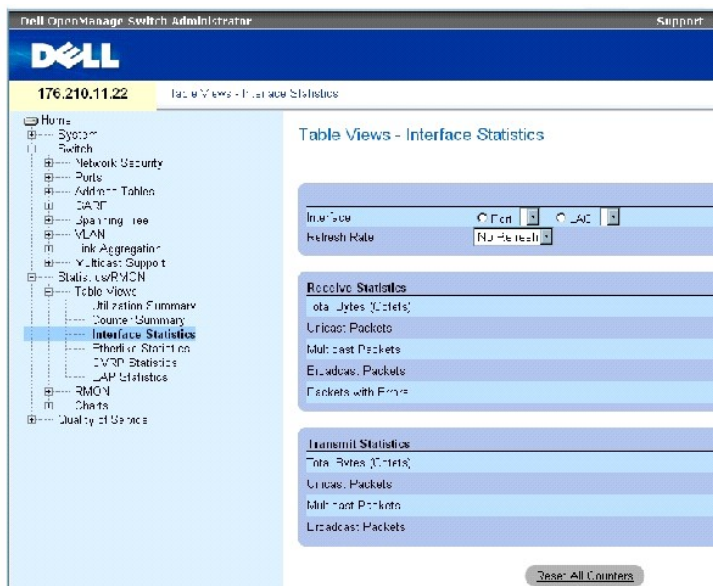 Dell OpenManage Switch Administrator
Support
DELL
176.210.11.22
Table Views - Interface Statistics
Home
System
Switch
Network Security
Ports
Address Tables
GARP
Spanning Tree
VLAN
Link Aggregation
Multicast Support
Statistics/RMON
Table Views
Utilization Summary
Counter Summary
Interface Statistics
Etherlike Statistics
GVRP Statistics
EAP Statistics
RMON
Charts
Quality of Service
Table Views - Interface Statistics
Interface
Port
LAG
Refresh Rate
No Refresh
Receive Statistics
Total Bytes (Octets)
Unicast Packets
Multicast Packets
Broadcast Packets
Packets with Errors
Transmit Statistics
Total Bytes (Octets)
Unicast Packets
Multicast Packets
Broadcast Packets
Reset All Counters